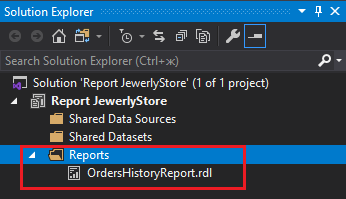 Solution Explorer
Search Solution Explorer (Ctrl+ж)
Solution 'Report JewerlyStore' (1 of 1 project)
Report JewerlyStore
Shared Data Sources
Shared Datasets
Reports
OrdersHistoryReport.rdl